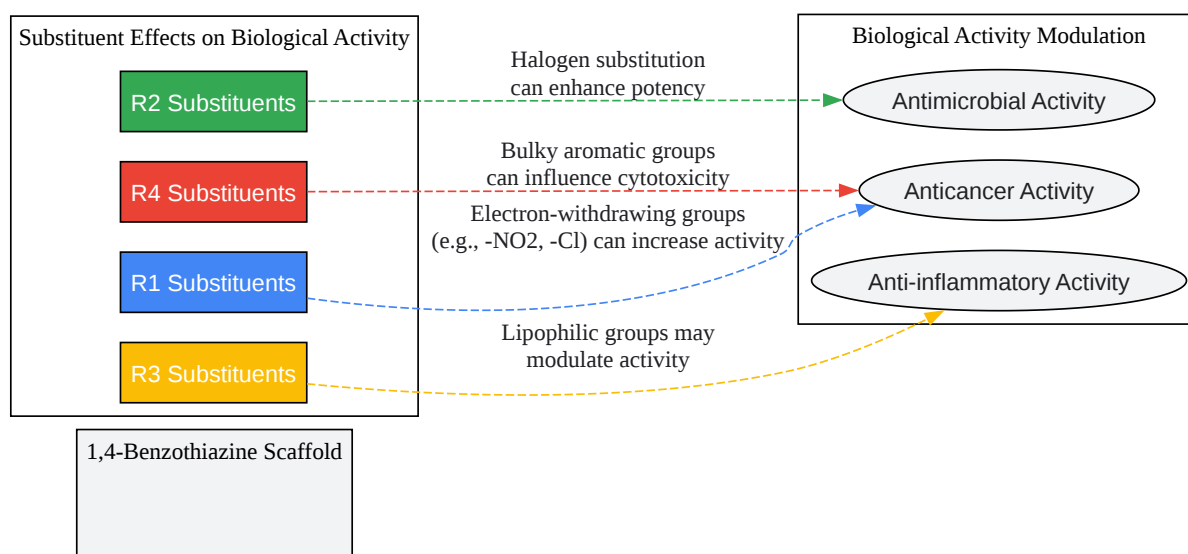 Substituent Effects on Biological Activity
R2 Substituents
R4 Substituents
R1 Substituents
R3 Substituents
1,4-Benzothiazine Scaffold
Halogen substitution
can enhance potency
Bulky aromatic groups
can influence cytotoxicity
Electron-withdrawing groups
(e.g., -NO2, -Cl) can increase activity
Lipophilic groups may
modulate activity
Biological Activity Modulation
Antimicrobial Activity
Anticancer Activity
Anti-inflammatory Activity